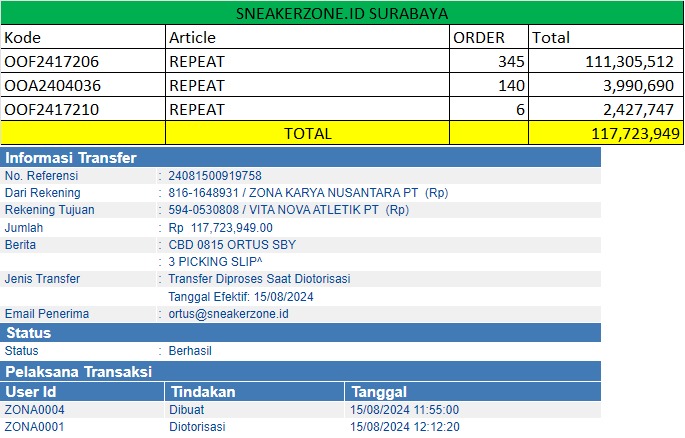 SNEAKERZONE.ID SURABAYA
Kode Article ORDER Total
OOF2417206 REPEAT 345 111,305,512
OOA2404036 REPEAT 140 3,990,690
OOF2417210 REPEAT 6 2,427,747
TOTAL 117,723,949
Informasi Transfer
No. Referensi : 24081500919758
Dari Rekening : 816-1648931 / ZONA KARYA NUSANTARA PT (Rp)
Rekening Tujuan : 594-0530808 / VITA NOVA ATLETIK PT (Rp)
Jumlah : Rp 117,723,949.00
Berita : CBD 0815 ORTUS SBY
: 3 PICKING SLIP^
Jenis Transfer : Transfer Diproses Saat Diotorisasi
Tanggal Efektif: 15/08/2024
Email Penerima : ortus@sneakerzone.id
Status
Status : Berhasil
Pelaksana Transaksi
User Id Tindakan Tanggal
ZONA0004 Dibuat 15/08/2024 11:55:00
ZONA0001 Diotorisasi 15/08/2024 12:12:20